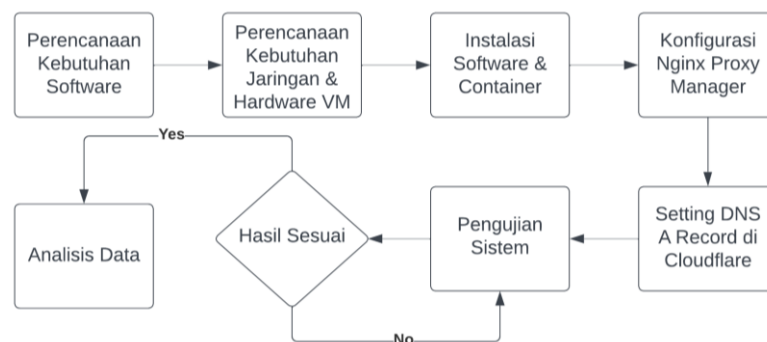 Perencanaan
Kebutuhan
Software
Perencanaan
Kebutuhan
Jaringan &
Hardware VM
Instalasi
Software &
Container
Konfigurasi
Nginx Proxy
Manager
Setting DNS
A Record di
Cloudflare
Pengujian
Sistem
Hasil Sesuai
Yes
No
Analisis Data